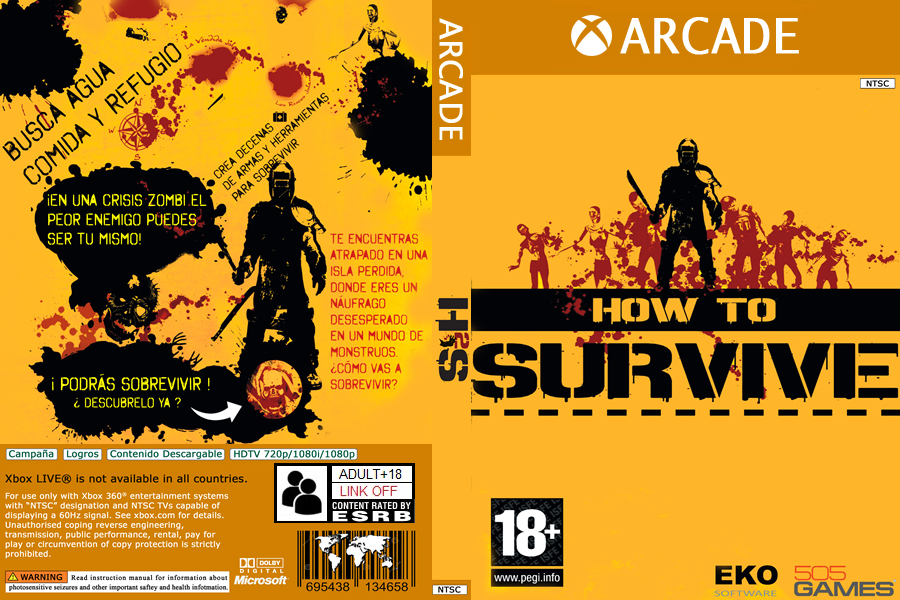 BUSCA AGUA
COMIDA Y REFUGIO
CREA DECENAS
DE ARMAS Y HERRAMIENTAS
PARA SOBREVIVIR
¡EN UNA CRISIS ZOMBI EL
PEOR ENEMIGO PUEDES
SER TU MISMO!
TE ENCUENTRAS
ATRAPADO EN UNA
ISLA PERDIDA,
DONDE ERES UN
NÁUFRAGO
DESESPERADO
EN UN MUNDO DE
MONSTRUOS.
¿CÓMO VAS A
SOBREVIVIR?
¡ PODRÁS SOBREVIVIR !
¿ DESCUBRELO YA ?
Campaña
Logros
Contenido Descargable
HDTV 720p/1080i/1080p
Xbox LIVE® is not available in all countries.
For use only with Xbox 360® entertainment systems
with "NTSC" designation and NTSC TVs capable of
displaying a 60Hz signal. See xbox.com for details.
Unauthorised coping reverse engineering,
transmission, public performance, rental, pay for
play or circumvention of copy protection is strictly
prohibited.
WARNING Read instruction manual for information about
photosensitive seizures and other important saftey and health infotmation.
ADULT+18
LINK OFF
CONTENT RATED BY
ESRB
DOLBY
DIGITAL
Microsoft®
695438 134658
ARCADE
H2S
NTSC
ARCADE
NTSC
HOW TO
SURVIVE
18+
www.pegi.info
EKO
SOFTWARE
505
GAMES